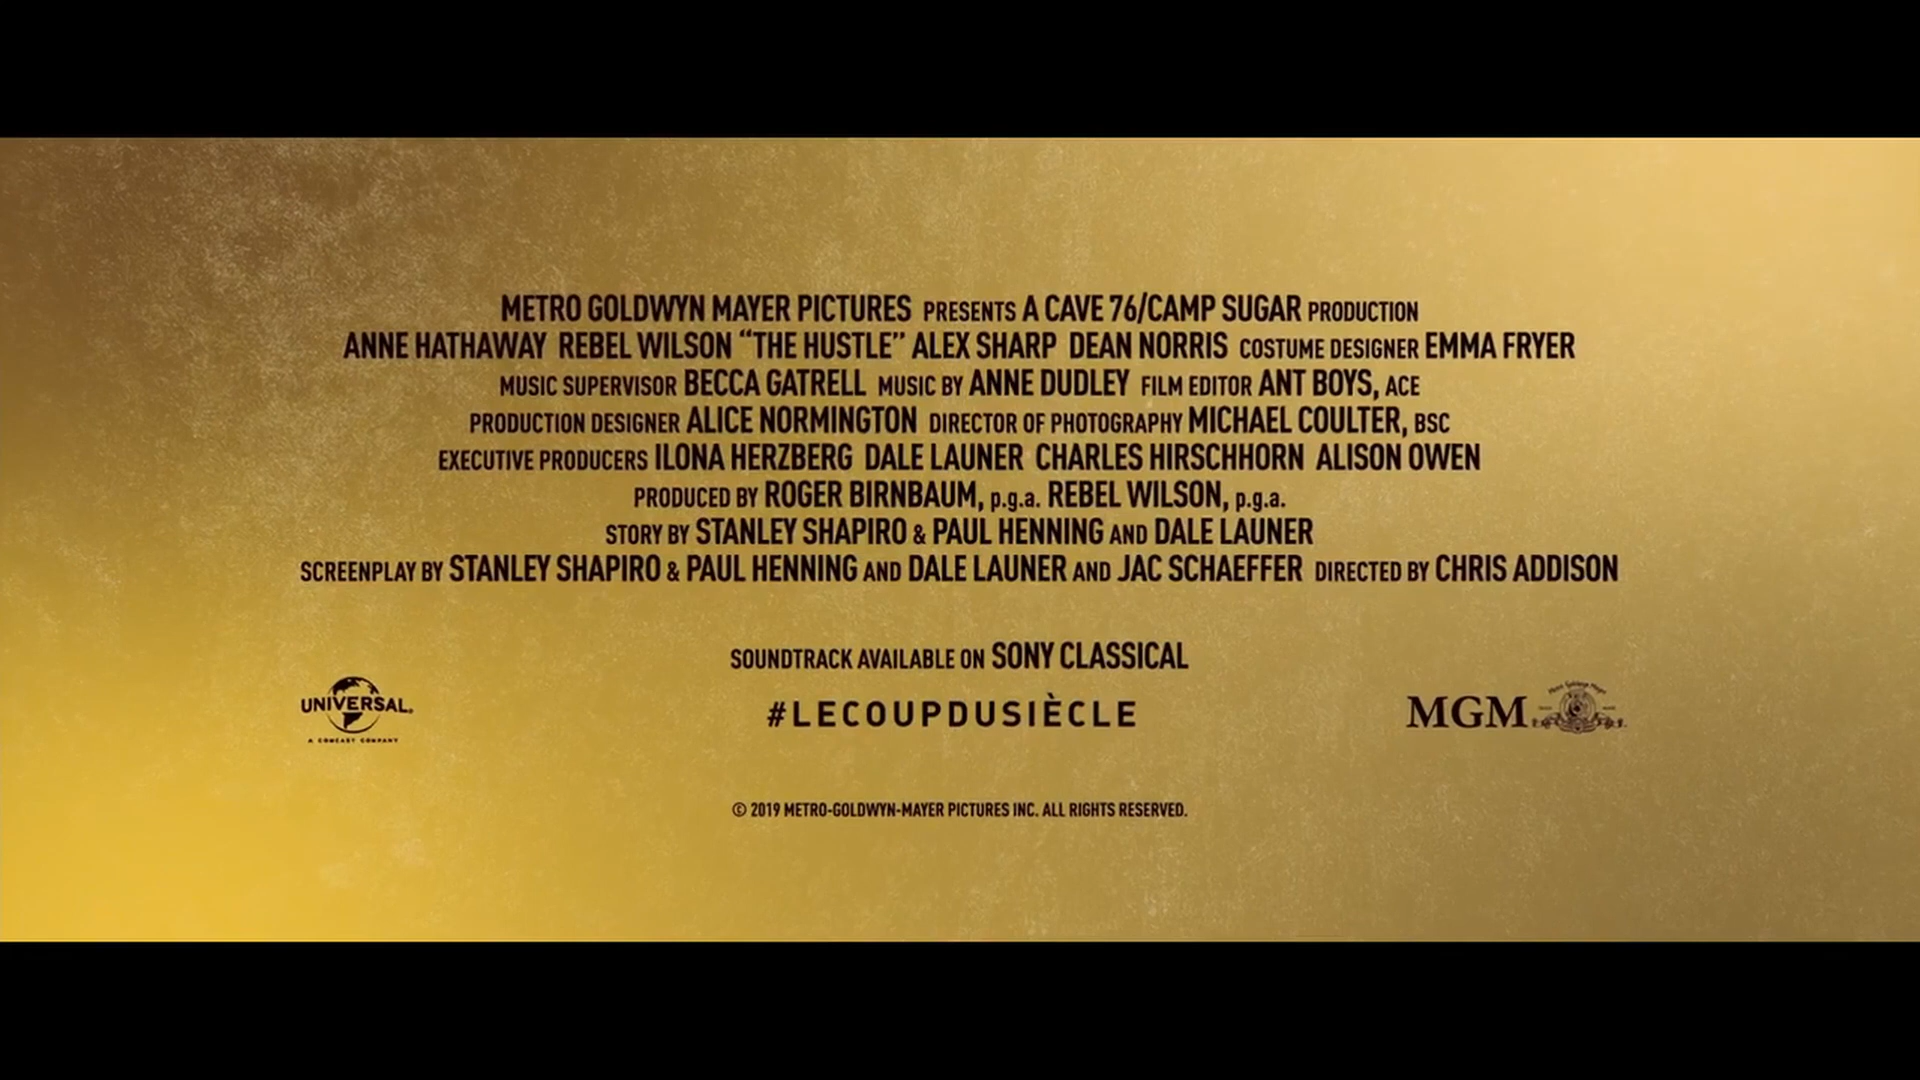 METRO GOLDWYN MAYER PICTURES PRESENTS A CAVE 76/CAMP SUGAR PRODUCTION
ANNE HATHAWAY REBEL WILSON “THE HUSTLE” ALEX SHARP DEAN NORRIS COSTUME DESIGNER EMMA FRYER
MUSIC SUPERVISOR BECCA GATRELL MUSIC BY ANNE DUDLEY FILM EDITOR ANT BOYS, ACE
PRODUCTION DESIGNER ALICE NORMINGTON DIRECTOR OF PHOTOGRAPHY MICHAEL COULTER, BSC
EXECUTIVE PRODUCERS ILONA HERZBERG DALE LAUNER CHARLES HIRSCHHORN ALISON OWEN
PRODUCED BY ROGER BIRNBAUM, p.g.a. REBEL WILSON, p.g.a.
STORY BY STANLEY SHAPIRO & PAUL HENNING AND DALE LAUNER
SCREENPLAY BY STANLEY SHAPIRO & PAUL HENNING AND DALE LAUNER AND JAC SCHAEFFER DIRECTED BY CHRIS ADDISON
SOUNDTRACK AVAILABLE ON SONY CLASSICAL
UNIVERSAL
A COMCAST COMPANY
#LECOUPDUSIÈCLE
MGM
© 2019 METRO-GOLDWYN-MAYER PICTURES INC. ALL RIGHTS RESERVED.